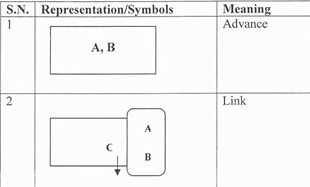 S.N. Representation/Symbols Meaning
1 A, B Advance
2 Link
A
C
B